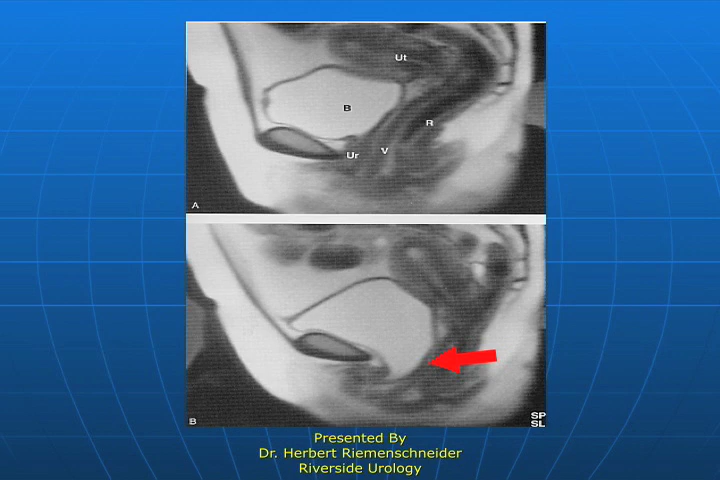 Ut
B
R
V
Ur
A
B
SP
SL
Presented By
Dr. Herbert Riemenschneider
Riverside Urology